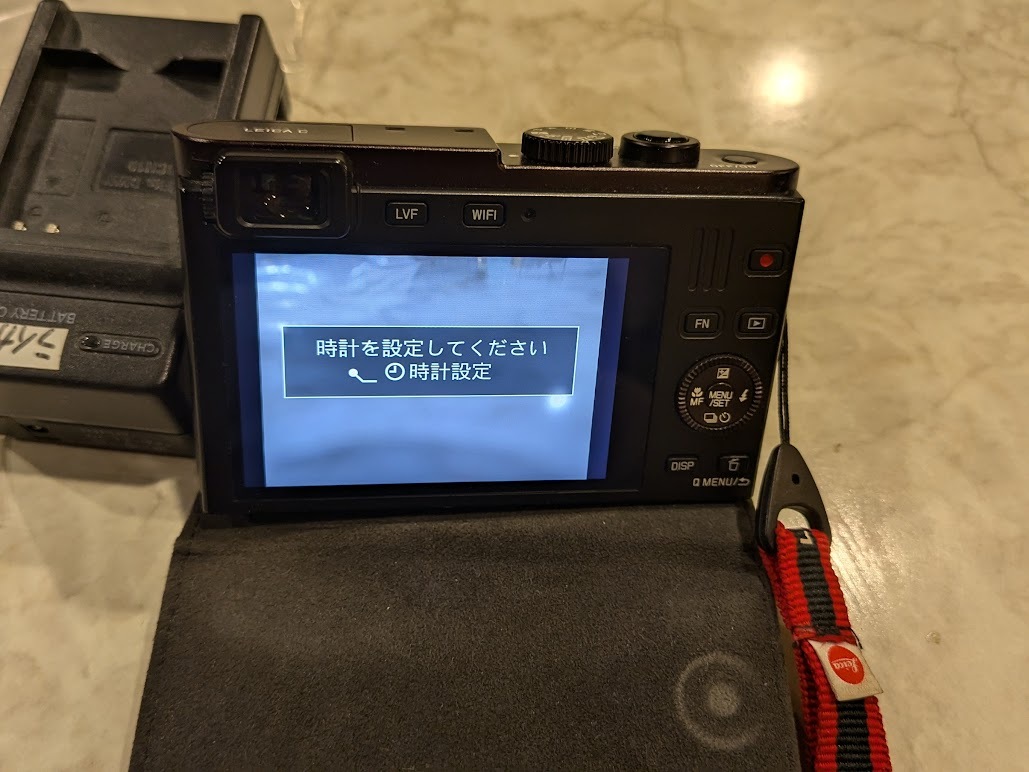 LEICA C
LVF
WIFI
時計を設定してください
時計設定
FN
MF
MENU
/SET
DISP
Q MENU/
CHARGE
Leica